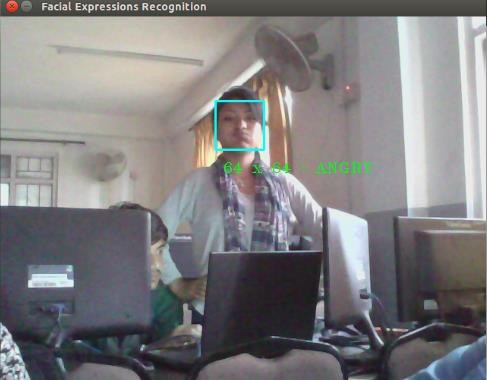 Facial Expressions Recognition
64 x 64 - ANGRY